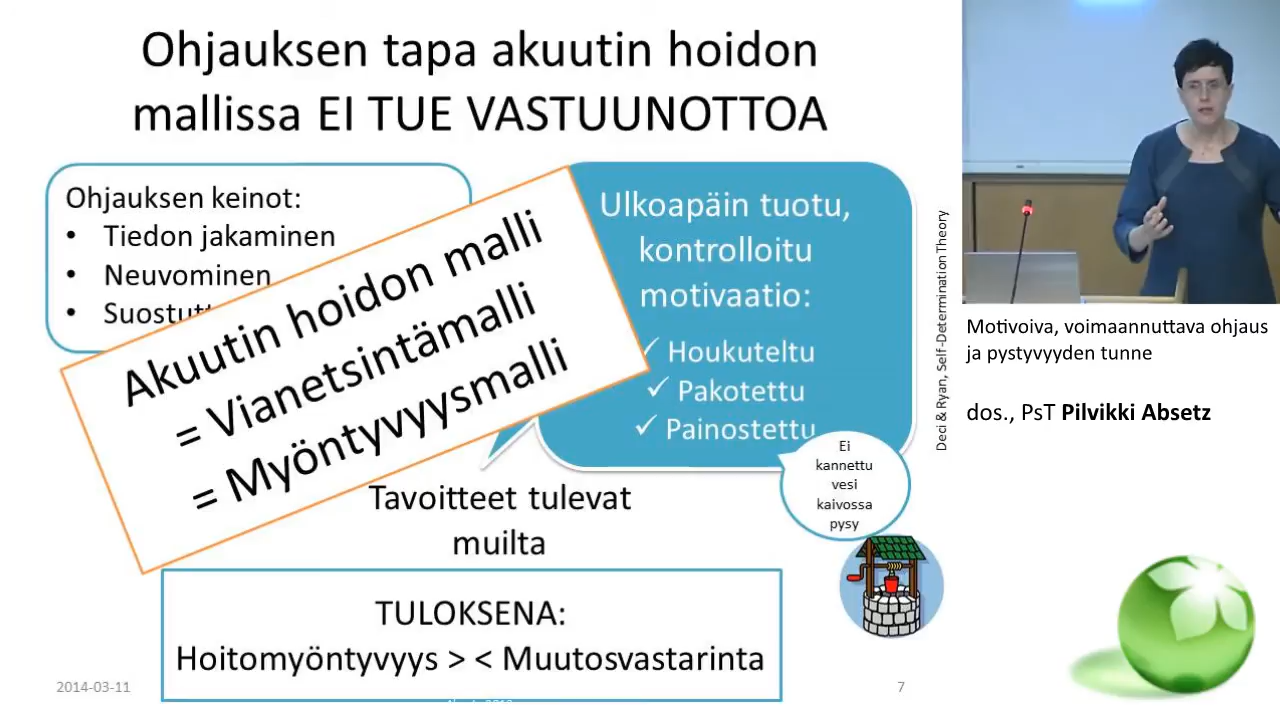 Ohjauksen tapa akuutin hoidon
mallissa EI TUE VASTUUNOTTOA
Ohjauksen keinot:
• Tiedon jakaminen
• Neuvominen
•
Akuutin hoidon malli
= Vianetsintämalli
= Myöntyvyysmalli
Ulkoapäin tuotu,
kontrolloitu
motivaatio:
✓ Houkuteltu
✓ Pakotettu
✓ Painostettu
Ei
kannettu
vesi
kaivossa
pysy
Tavoitteet tulevat
muilta
TULOKSENA:
Hoitomyöntyvyys > < Muutosvastarinta
2014-03-11
7
Deci & Ryan, Self-Determination Theory
Motivoiva, voimaannuttava ohjaus
ja pystyvyyden tunne
dos., PsT Pilvikki Absetz